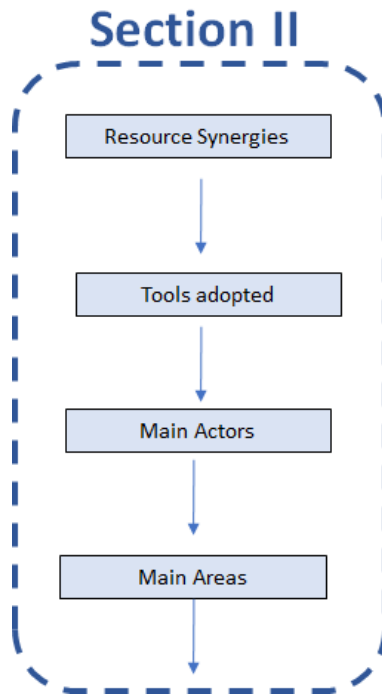 Section II
Resource Synergies
Tools adopted
Main Actors
Main Areas